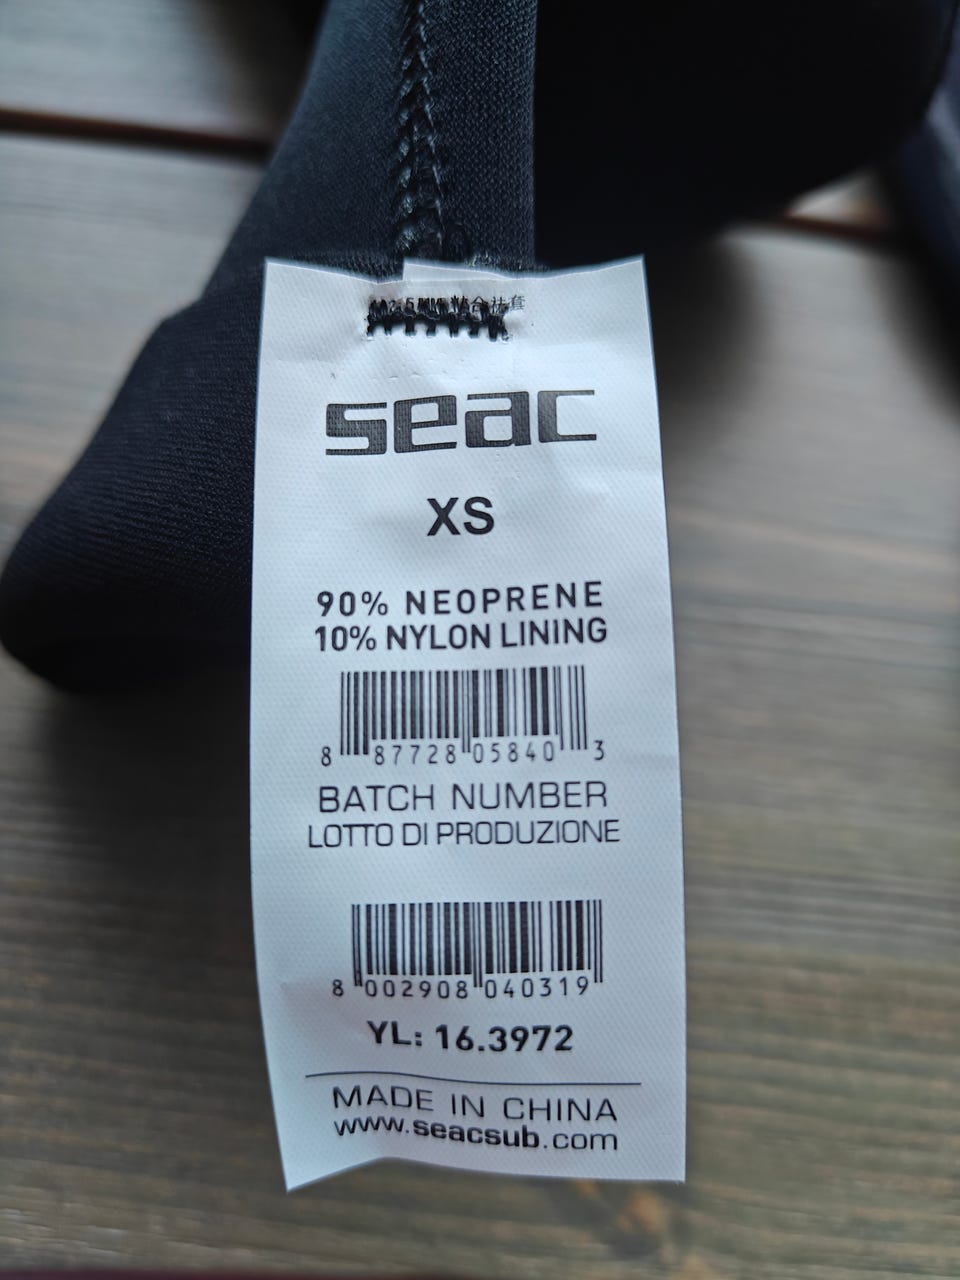 seac
XS
90% NEOPRENE
10% NYLON LINING
8 87728 05840 3
BATCH NUMBER
LOTTO DI PRODUZIONE
8 002908 040319
YL: 16.3972
MADE IN CHINA
www.seacsub.com